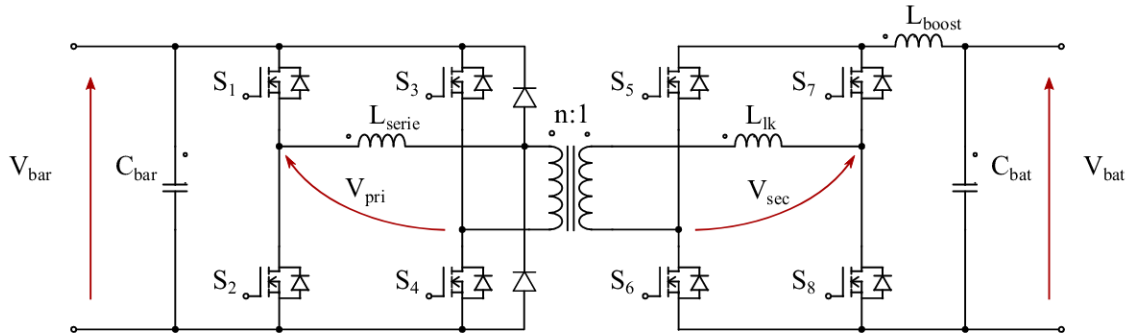 L_boost
S_1
S_3
S_5
S_7
L_serie
n:1
L_lk
V_bar
C_bar
V_pri
V_sec
C_bat
V_bat
S_2
S_4
S_6
S_8